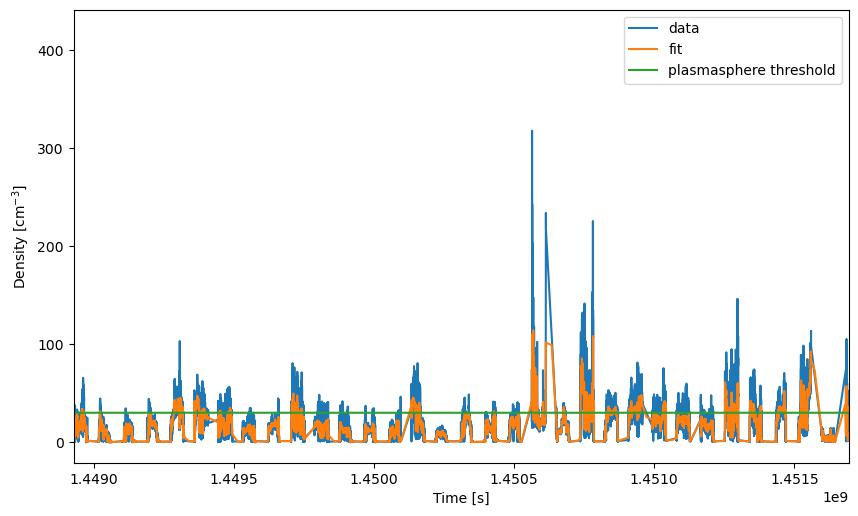 data
fit
plasmasphere threshold
400
300
200
100
0
Density [cm⁻³]
1.4490 1.4495 1.4500 1.4505 1.4510 1.4515
1e9
Time [s]